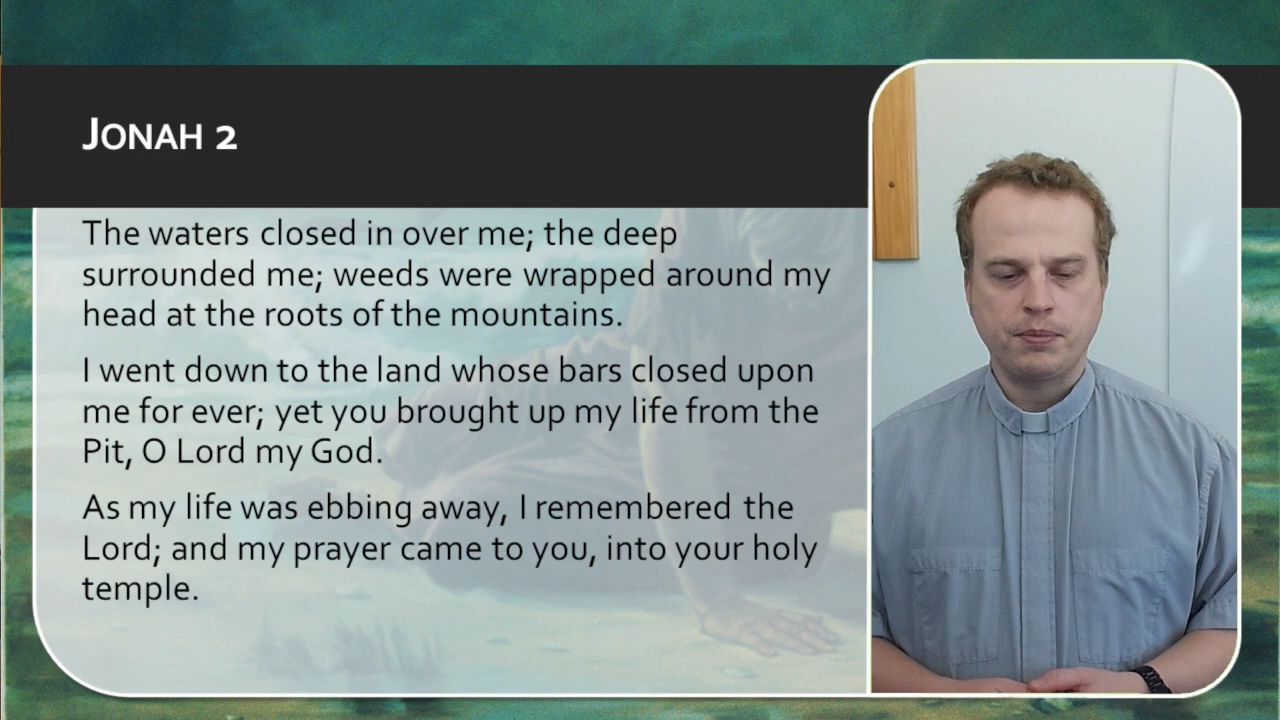 Jonah 2
The waters closed in over me; the deep
surrounded me; weeds were wrapped around my
head at the roots of the mountains.
I went down to the land whose bars closed upon
me for ever; yet you brought up my life from the
Pit, O Lord my God.
As my life was ebbing away, I remembered the
Lord; and my prayer came to you, into your holy
temple.